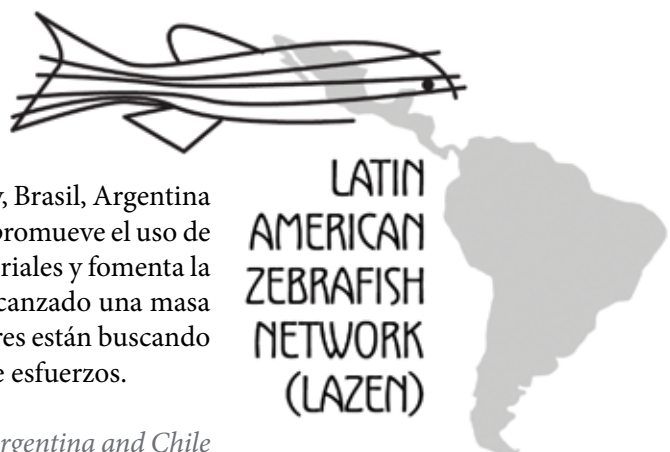 , Brasil, Argentina
promueve el uso de
riales y fomenta la
canzado una masa
res están buscando
e esfuerzos.
rgentina and Chile
LATIN
AMERICAN
ZEBRAFISH
NETWORK
(LAZEN)